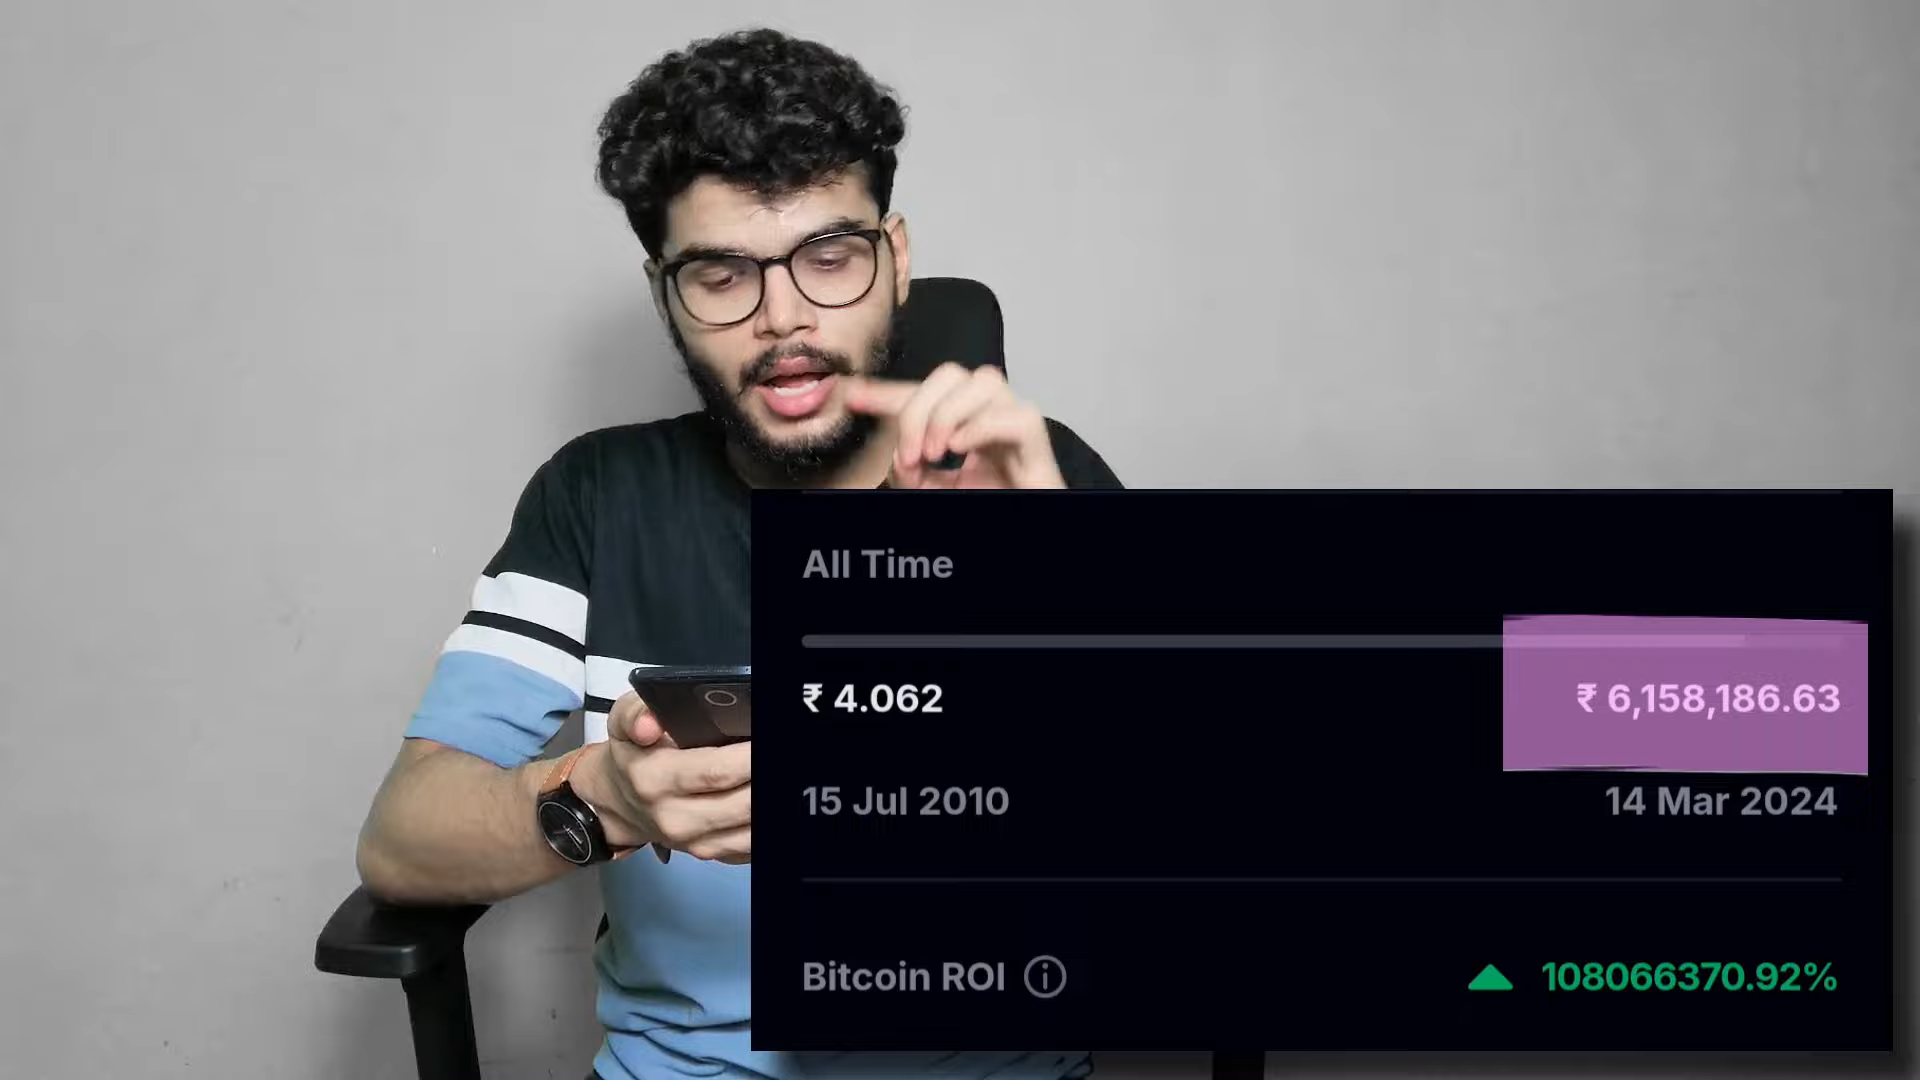 All Time
₹ 4.062 ₹ 6,158,186.63
15 Jul 2010 14 Mar 2024
Bitcoin ROI 108066370.92%